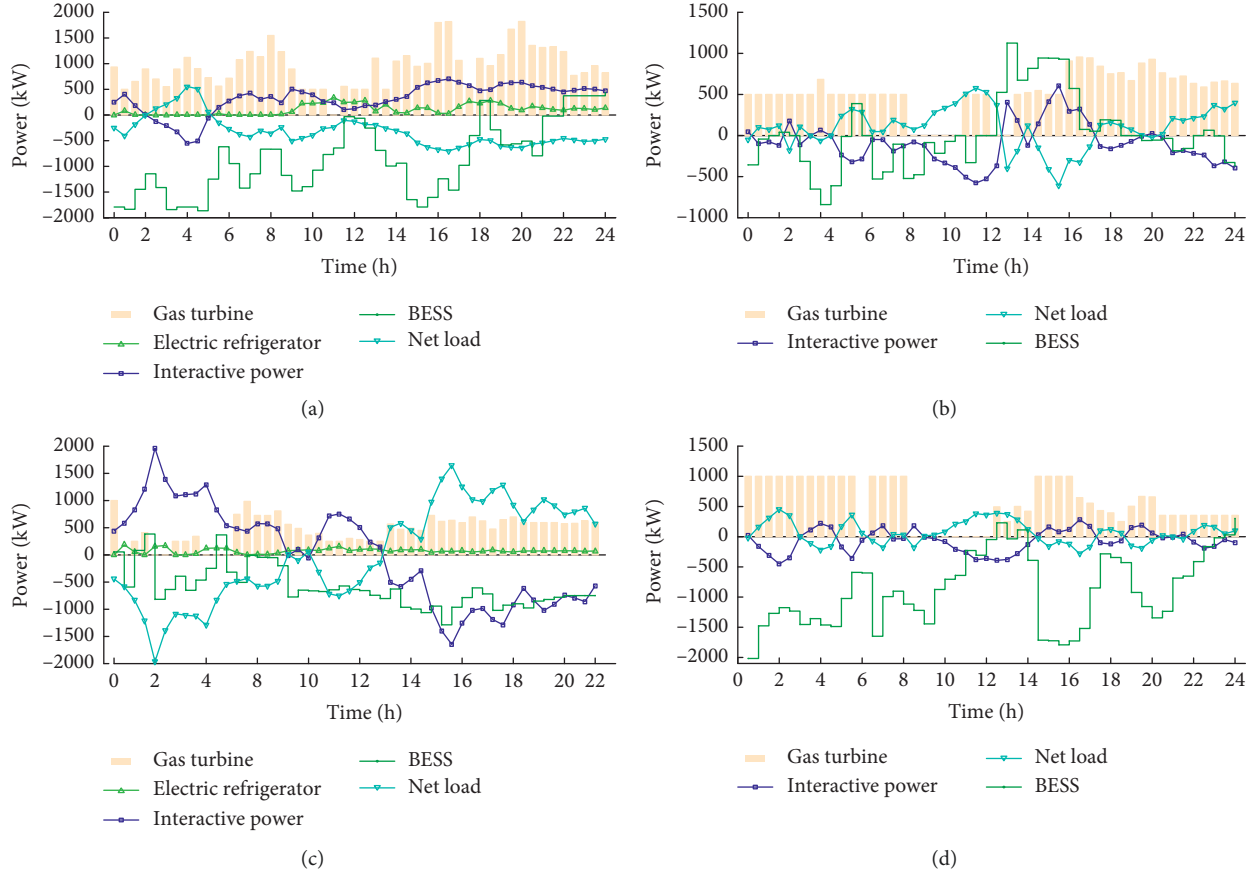 2000
1500
1000
500
0
−500
−1000
−1500
−2000
Power (kW)
0 2 4 6 8 10 12 14 16 18 20 22 24
Time (h)
Gas turbine
Electric refrigerator
Interactive power
BESS
Net load
(a)
1500
1000
500
0
−500
−1000
Power (kW)
0 2 4 6 8 10 12 14 16 18 20 22 24
Time (h)
Gas turbine
Interactive power
Net load
BESS
(b)
2000
1500
1000
500
0
−500
−1000
−1500
−2000
Power (kW)
0 2 4 6 8 10 12 14 16 18 20 22
Time (h)
Gas turbine
Electric refrigerator
Interactive power
BESS
Net load
(c)
1500
1000
500
0
−500
−1000
−1500
−2000
Power (kW)
0 2 4 6 8 10 12 14 16 18 20 22 24
Time (h)
Gas turbine
Interactive power
Net load
BESS
(d)